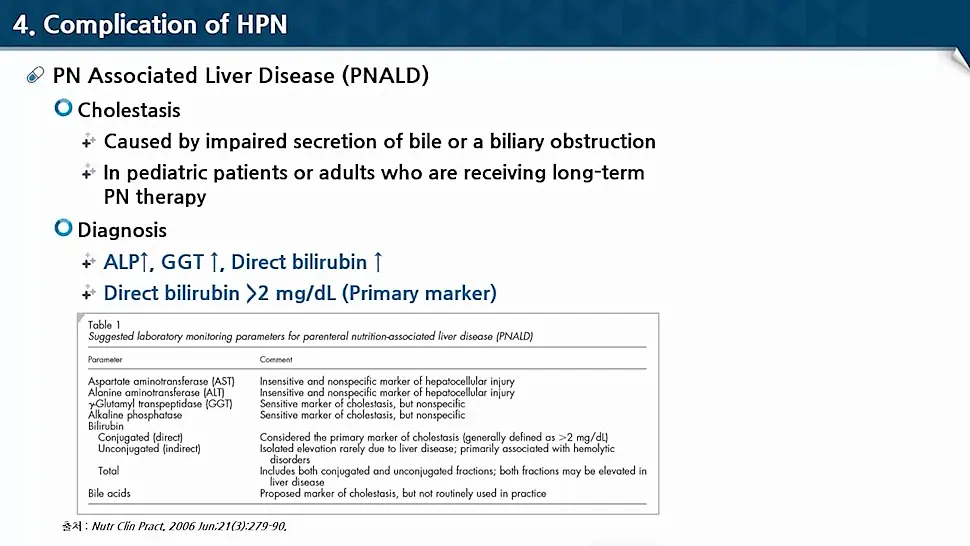 4. Complication of HPN
PN Associated Liver Disease (PNALD)
Cholestasis
Caused by impaired secretion of bile or a biliary obstruction
In pediatric patients or adults who are receiving long-term
PN therapy
Diagnosis
ALP↑, GGT ↑, Direct bilirubin ↑
Direct bilirubin >2 mg/dL (Primary marker)
Table 1
Suggested laboratory monitoring parameters for parenteral nutrition-associated liver disease (PNALD)
Parameter Comment
Aspartate aminotransferase (AST) Insensitive and nonspecific marker of hepatocellular injury
Alanine aminotransferase (ALT) Insensitive and nonspecific marker of hepatocellular injury
γ-Glutamyl transpeptidase (GGT) Sensitive marker of cholestasis, but nonspecific
Alkaline phosphatase Sensitive marker of cholestasis, but nonspecific
Bilirubin
Conjugated (direct) Considered the primary marker of cholestasis (generally defined as >2 mg/dL)
Unconjugated (indirect) Isolated elevation rarely due to liver disease; primarily associated with hemolytic
disorders
Total Includes both conjugated and unconjugated fractions; both fractions may be elevated in
liver disease
Bile acids Proposed marker of cholestasis, but not routinely used in practice
출처 : Nutr Clin Pract. 2006 Jun;21(3):279-90.